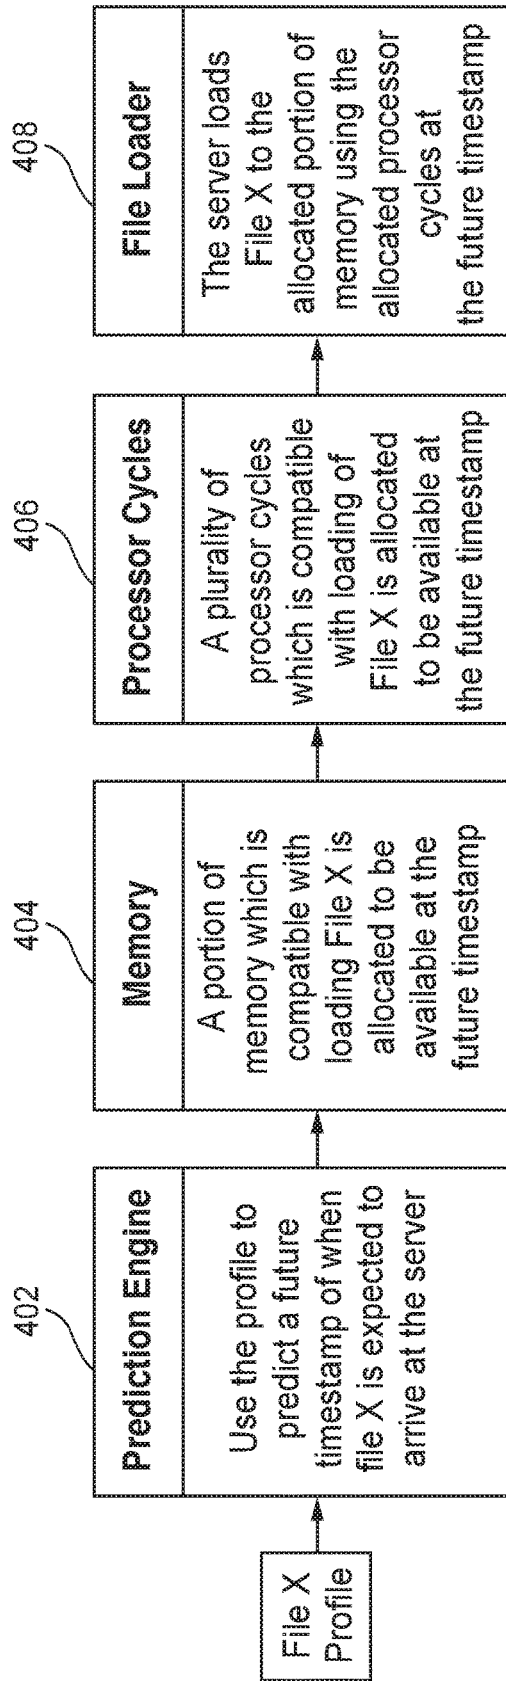 File X
Profile
402
Prediction Engine
Use the profile to
predict a future
timestamp of when
file X is expected to
arrive at the server
404
Memory
A portion of
memory which is
compatible with
loading File X is
allocated to be
available at the
future timestamp
406
Processor Cycles
A plurality of
processor cycles
which is compatible
with loading of
File X is allocated
to be available at
the future timestamp
408
File Loader
The server loads
File X to the
allocated portion of
memory using the
allocated processor
cycles at
the future timestamp